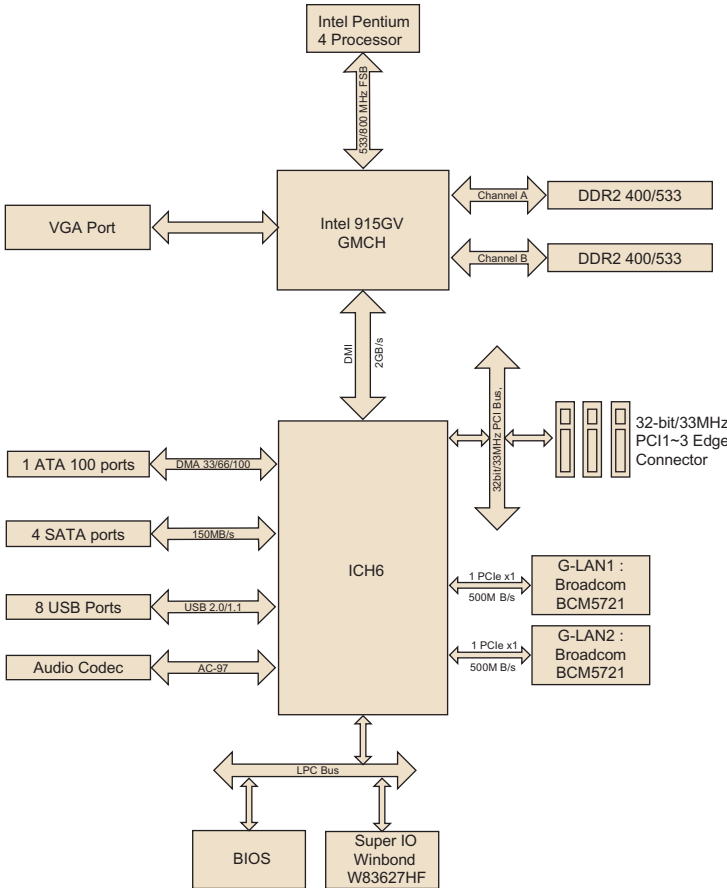 Intel Pentium
4 Processor
533/800 MHz FSB
VGA Port
Intel 915GV
GMCH
Channel A
DDR2 400/533
Channel B
DDR2 400/533
DMI
2GB/s
1 ATA 100 ports
DMA 33/66/100
4 SATA ports
150MB/s
8 USB Ports
USB 2.0/1.1
Audio Codec
AC-97
ICH6
32bit/33MHz PCI Bus,
32-bit/33MHz
PCI1~3 Edge
Connector
1 PCIe x1
500M B/s
G-LAN1 :
Broadcom
BCM5721
1 PCIe x1
500M B/s
G-LAN2 :
Broadcom
BCM5721
LPC Bus
BIOS
Super IO
Winbond
W83627HF